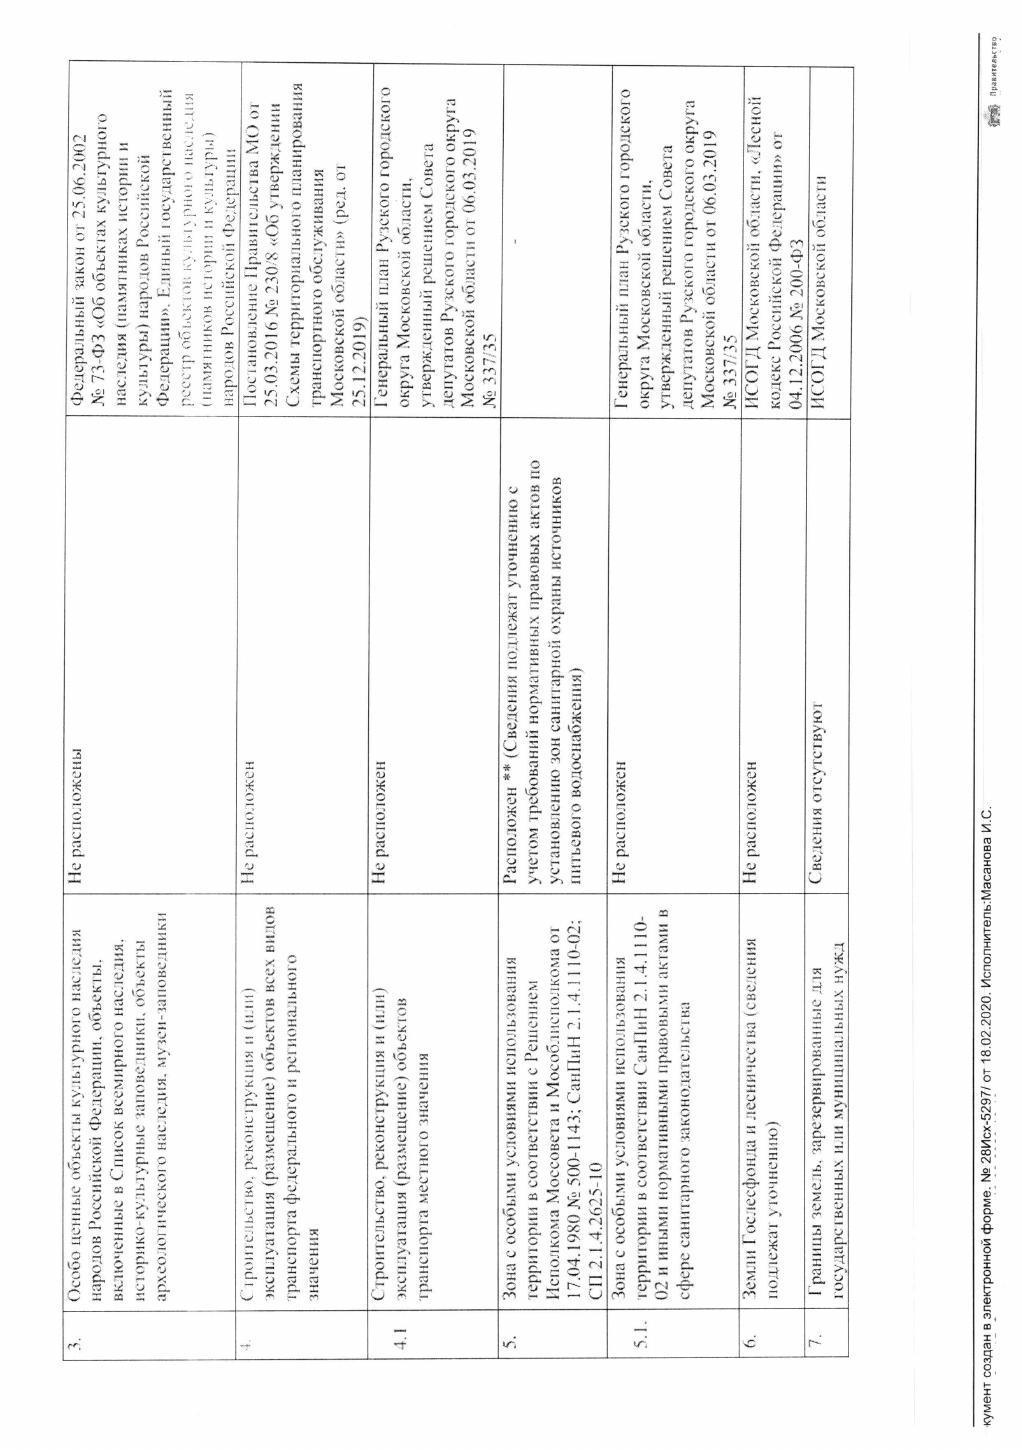 3.
Особо ценные объекты культурного наследия
народов Российской Федерации, объекты,
включенные в Список всемирного наследия,
историко-культурные заповедники, объекты
археологического наследия, музеи-заповедники
Не расположены
Федеральный закон от 25.06.2002
№ 73-ФЗ «Об объектах культурного
наследия (памятниках истории и
культуры) народов Российской
Федерации», Единый государственный
реестр объектов культурного наследия
(памятников истории и культуры)
народов Российской Федерации
4.
Строительство, реконструкция и (или)
эксплуатация (размещение) объектов всех видов
транспорта федерального и регионального
значения
Не расположен
Постановление Правительства МО от
25.03.2016 № 230/8 «Об утверждении
Схемы территориального планирования
транспортного обслуживания
Московской области» (ред. от
25.12.2019)
4.1
Строительство, реконструкция и (или)
эксплуатация (размещение) объектов
транспорта местного значения
Не расположен
Генеральный план Рузского городского
округа Московской области,
утвержденный решением Совета
депутатов Рузского городского округа
Московской области от 06.03.2019
№ 337/35
5.
Зона с особыми условиями использования
территории в соответствии с Решением
Исполкома Моссовета и Мособлисполкома от
17.04.1980 № 500-1143; СанПиН 2.1.4.1110-02;
СП 2.1.4.2625-10
Расположен ** (Сведения подлежат уточнению с
учетом требований нормативных правовых актов по
установлению зон санитарной охраны источников
питьевого водоснабжения)
-
5.1.
Зона с особыми условиями использования
территории в соответствии СанПиН 2.1.4.1110-
02 и иными нормативными правовыми актами в
сфере санитарного законодательства
Не расположен
Генеральный план Рузского городского
округа Московской области,
утвержденный решением Совета
депутатов Рузского городского округа
Московской области от 06.03.2019
№ 337/35
6.
Земли Гослесфонда и лесничества (сведения
подлежат уточнению)
Не расположен
ИСОГД Московской области, «Лесной
кодекс Российской Федерации» от
04.12.2006 № 200-ФЗ
7.
Границы земель, зарезервированные для
государственных или муниципальных нужд
Сведения отсутствуют
ИСОГД Московской области
кумент создан в электронной форме. № 28Исх-5297/ от 18.02.2020. Исполнитель:Масанова И.С.
Правительство